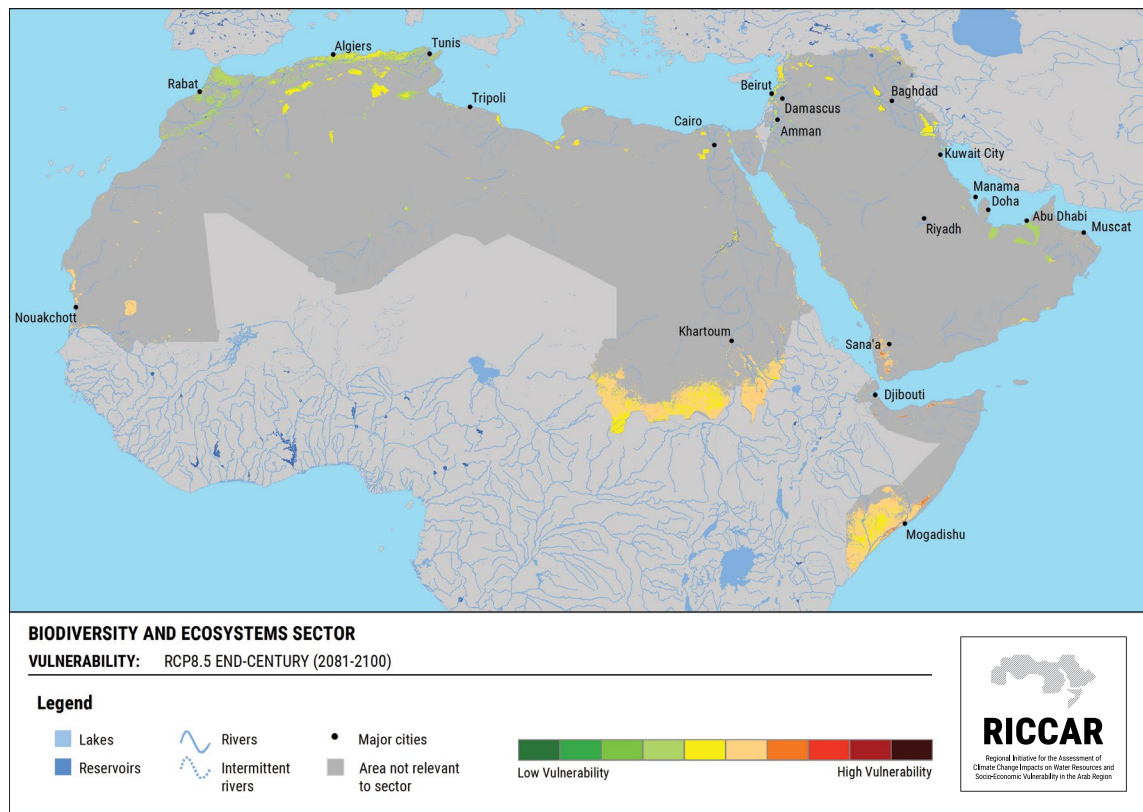 Algiers
Tunis
Rabat
Tripoli
Beirut
Damascus
Baghdad
Cairo
Amman
Kuwait City
Manama
Doha
Abu Dhabi
Riyadh
Muscat
Nouakchott
Khartoum
Sana'a
Djibouti
Mogadishu
BIODIVERSITY AND ECOSYSTEMS SECTOR
VULNERABILITY: RCP8.5 END-CENTURY (2081-2100)
Legend
Lakes
Reservoirs
Rivers
Intermittent
rivers
Major cities
Area not relevant
to sector
Low Vulnerability
High Vulnerability
RICCAR
Regional Initiative for the Assessment of
Climate Change Impacts on Water Resources and
Socio-Economic Vulnerability in the Arab Region